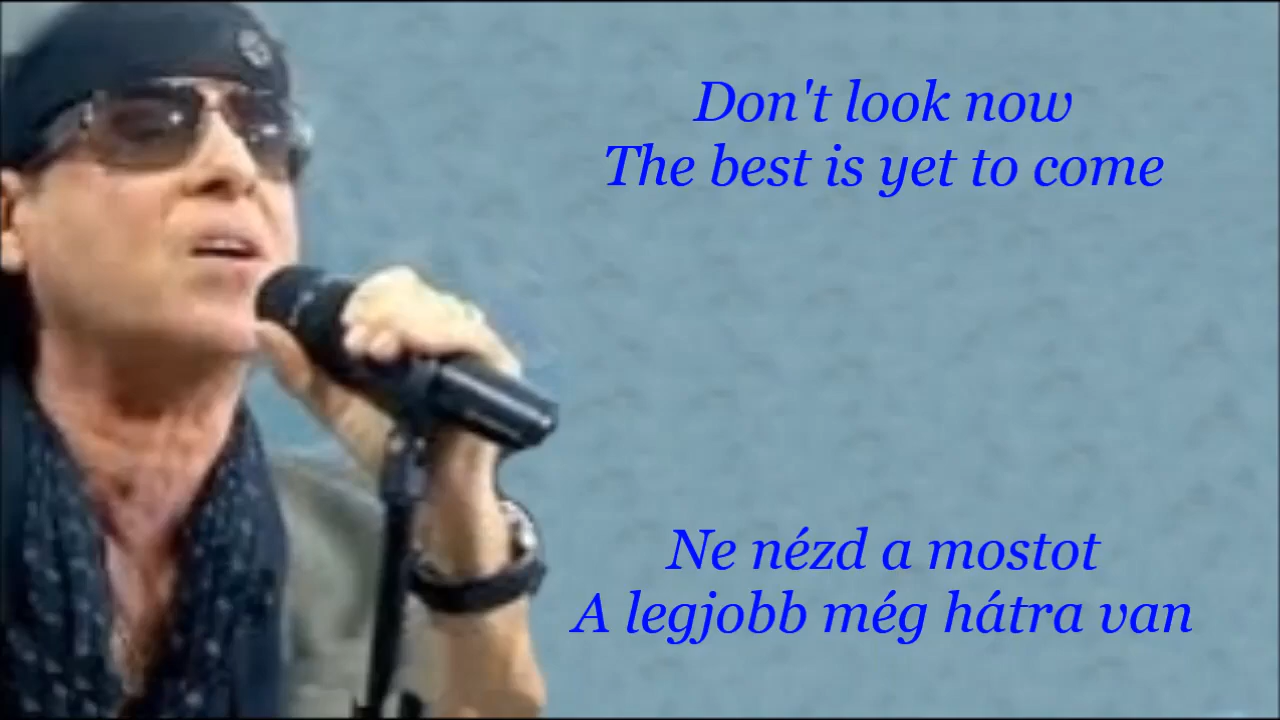 Don't look now
The best is yet to come
Ne nézd a mostot
A legjobb még hátra van